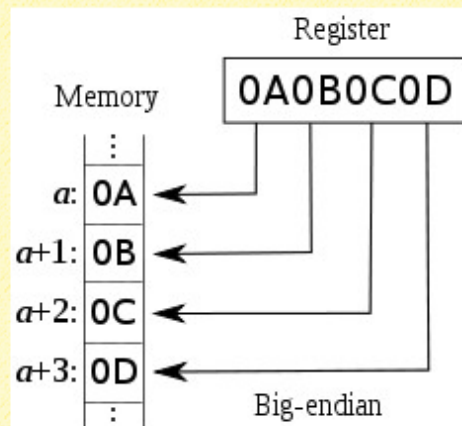 Register
0A0B0C0D
Memory
⋮
a: 0A
a+1: 0B
a+2: 0C
a+3: 0D
⋮
Big-endian